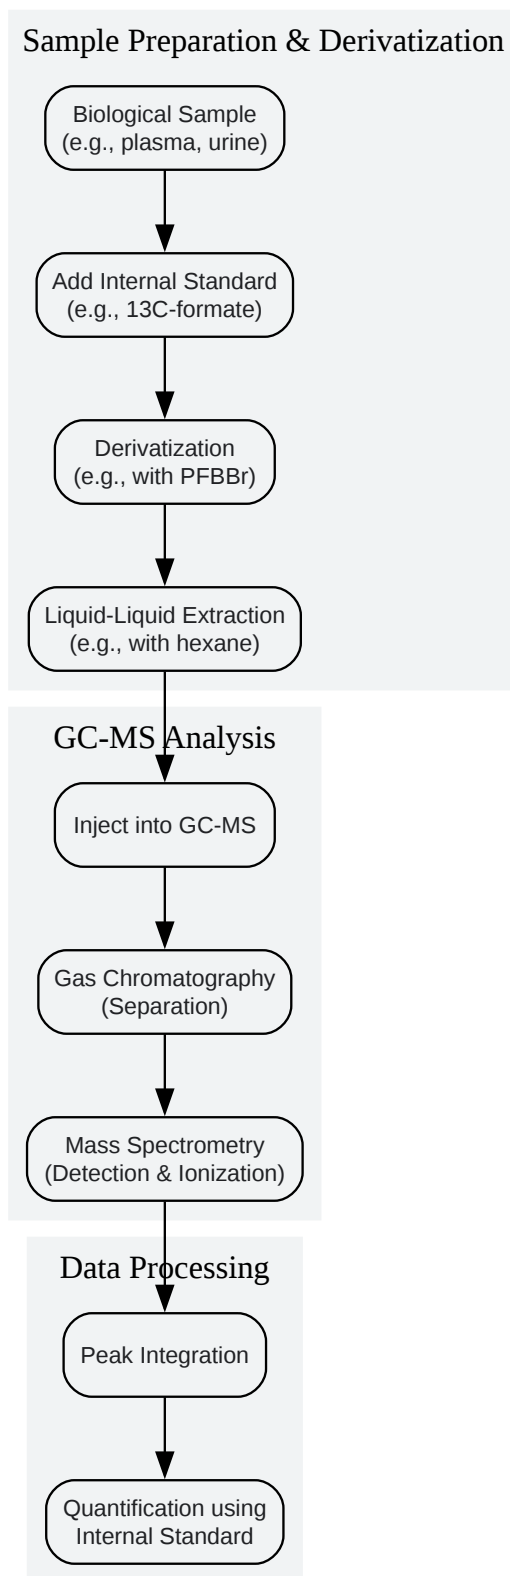 Sample Preparation & Derivatization
Biological Sample
(e.g., plasma, urine)
Add Internal Standard
(e.g., 13C-formate)
Derivatization
(e.g., with PFBBr)
Liquid-Liquid Extraction
(e.g., with hexane)
GC-MS Analysis
Inject into GC-MS
Gas Chromatography
(Separation)
Mass Spectrometry
(Detection & Ionization)
Data Processing
Peak Integration
Quantification using
Internal Standard